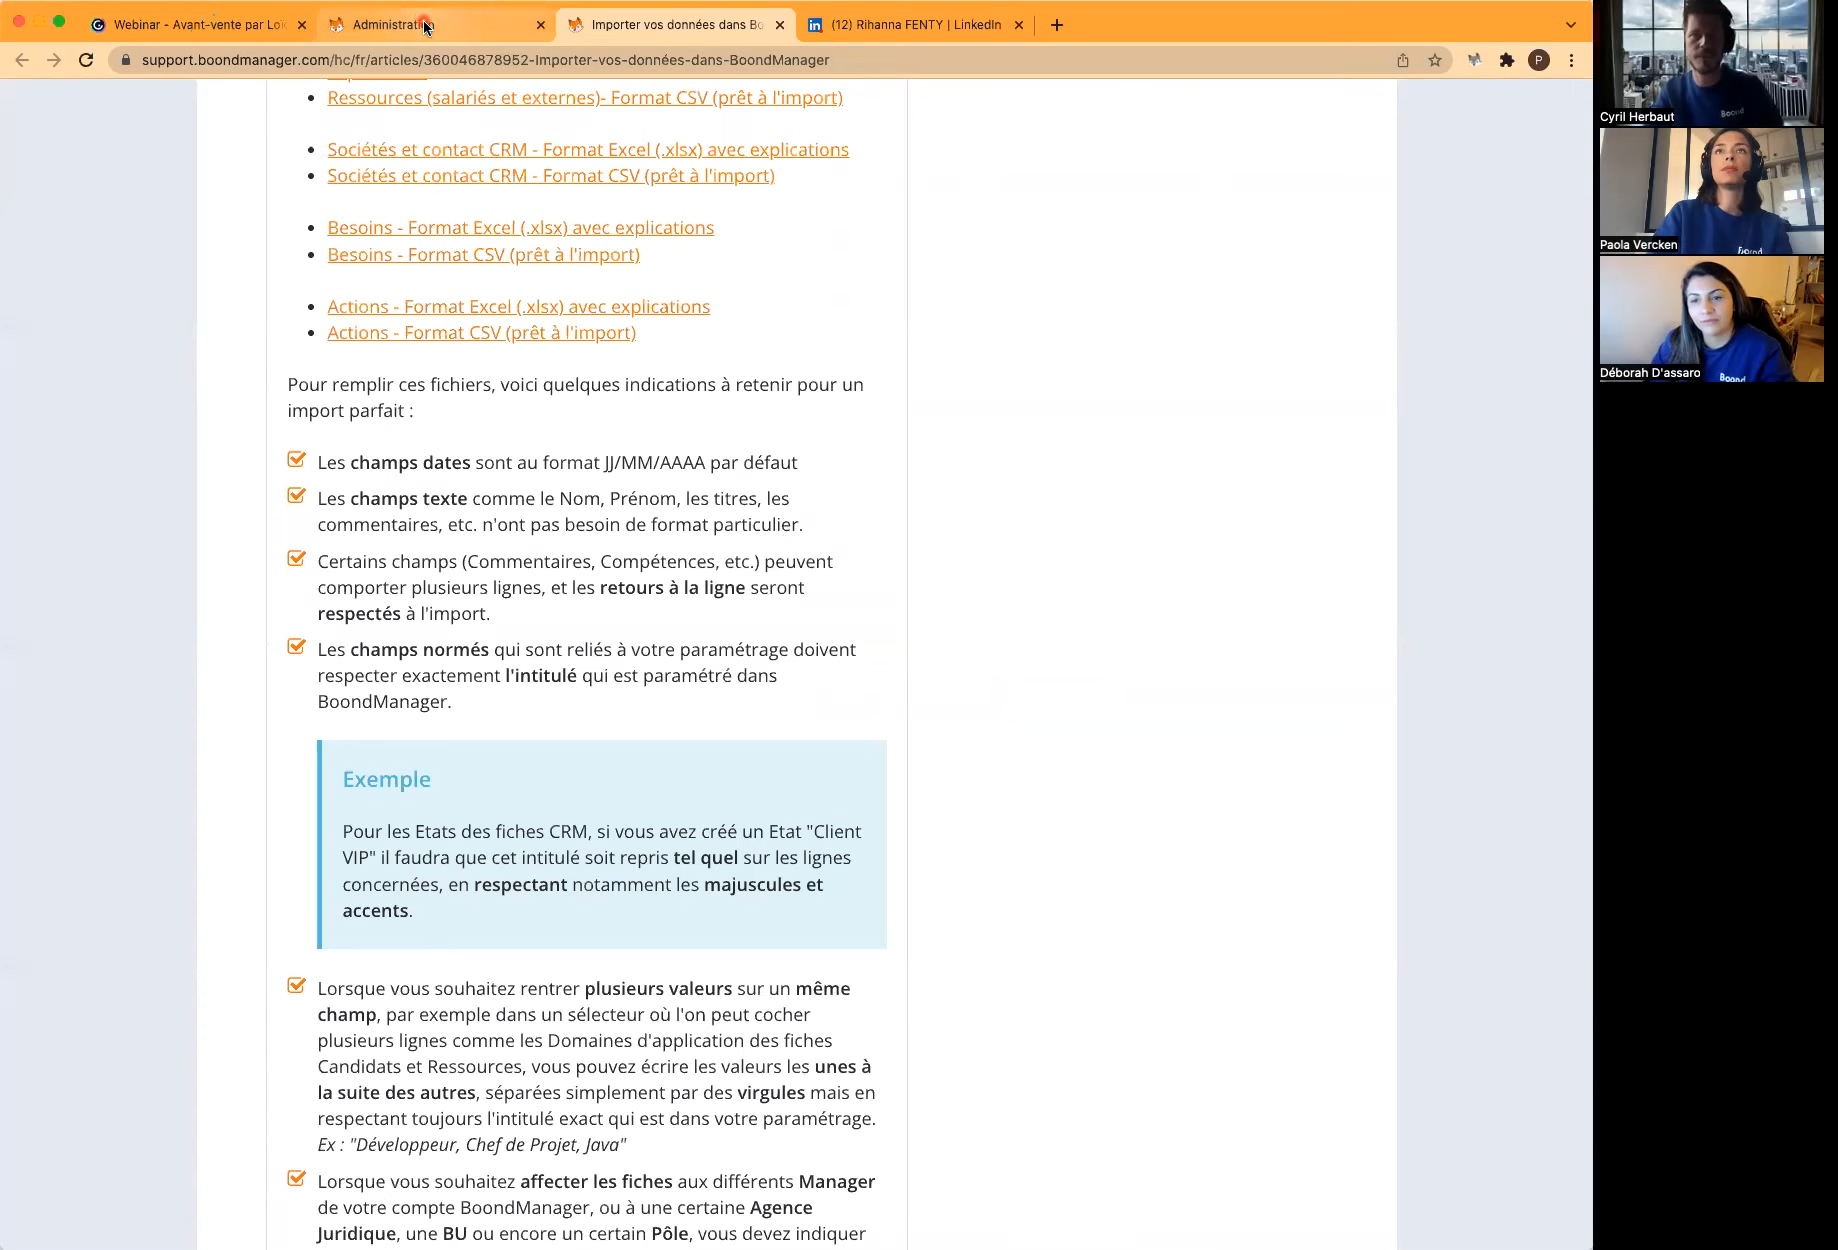 Webinar - Avant-vente par Loï
Administration
Importer vos données dans Bo
(12) Rihanna FENTY | LinkedIn
support.boondmanager.com/hc/fr/articles/360046878952-Importer-vos-données-dans-BoondManager
P
Ressources (salariés et externes)- Format CSV (prêt à l'import)
Sociétés et contact CRM - Format Excel (.xlsx) avec explications
Sociétés et contact CRM - Format CSV (prêt à l'import)
Besoins - Format Excel (.xlsx) avec explications
Besoins - Format CSV (prêt à l'import)
Actions - Format Excel (.xlsx) avec explications
Actions - Format CSV (prêt à l'import)
Pour remplir ces fichiers, voici quelques indications à retenir pour un
import parfait :
Les champs dates sont au format JJ/MM/AAAA par défaut
Les champs texte comme le Nom, Prénom, les titres, les
commentaires, etc. n'ont pas besoin de format particulier.
Certains champs (Commentaires, Compétences, etc.) peuvent
comporter plusieurs lignes, et les retours à la ligne seront
respectés à l'import.
Les champs normés qui sont reliés à votre paramétrage doivent
respecter exactement l'intitulé qui est paramétré dans
BoondManager.
Exemple
Pour les Etats des fiches CRM, si vous avez créé un Etat "Client
VIP" il faudra que cet intitulé soit repris tel quel sur les lignes
concernées, en respectant notamment les majuscules et
accents.
Lorsque vous souhaitez rentrer plusieurs valeurs sur un même
champ, par exemple dans un sélecteur où l'on peut cocher
plusieurs lignes comme les Domaines d'application des fiches
Candidats et Ressources, vous pouvez écrire les valeurs les unes à
la suite des autres, séparées simplement par des virgules mais en
respectant toujours l'intitulé exact qui est dans votre paramétrage.
Ex : "Développeur, Chef de Projet, Java"
Lorsque vous souhaitez affecter les fiches aux différents Manager
de votre compte BoondManager, ou à une certaine Agence
Juridique, une BU ou encore un certain Pôle, vous devez indiquer
Boond
Cyril Herbaut
Boond
Paola Vercken
Boond
Déborah D'assaro